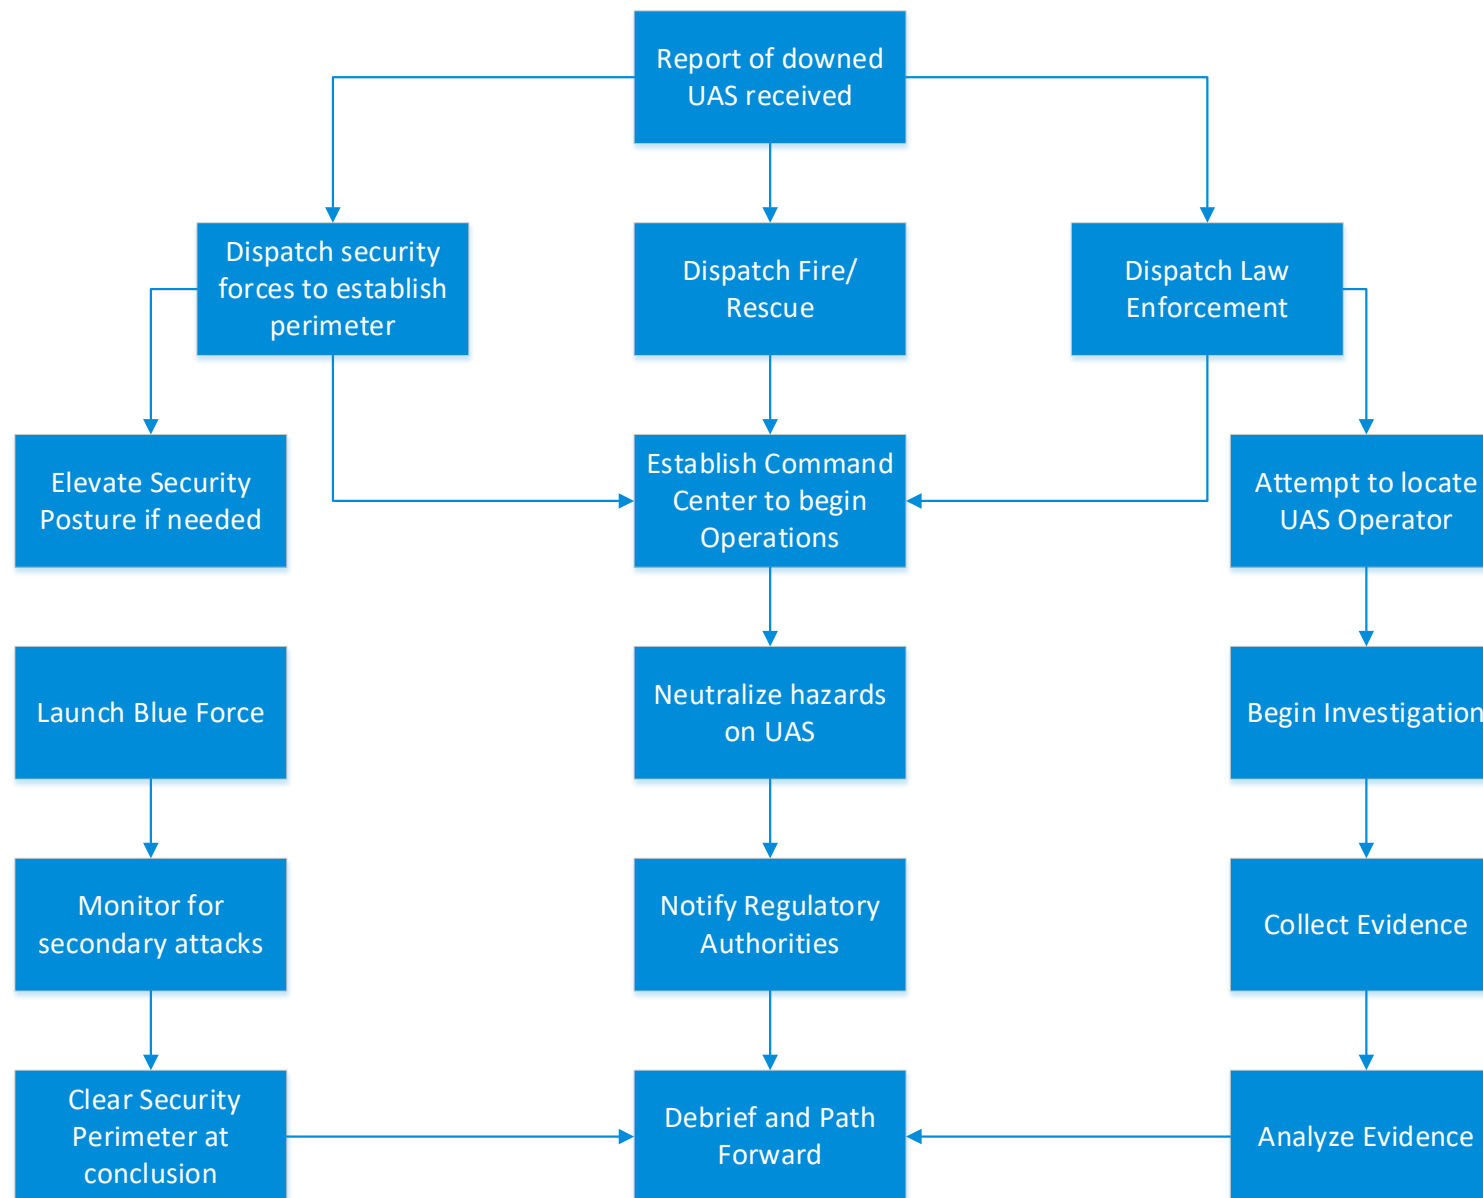 Report of downed
UAS received
Dispatch security
forces to establish
perimeter
Dispatch Fire/
Rescue
Dispatch Law
Enforcement
Elevate Security
Posture if needed
Establish Command
Center to begin
Operations
Attempt to locate
UAS Operator
Launch Blue Force
Neutralize hazards
on UAS
Begin Investigation
Monitor for
secondary attacks
Notify Regulatory
Authorities
Collect Evidence
Clear Security
Perimeter at
conclusion
Debrief and Path
Forward
Analyze Evidence